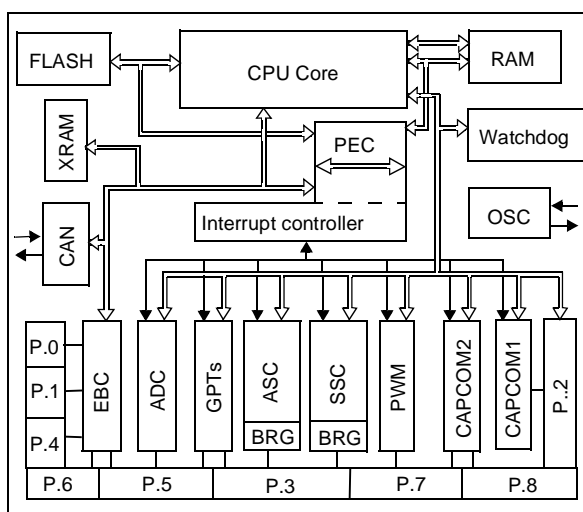 FLASH
CPU Core
RAM
XRAM
PEC
Watchdog
Interrupt controller
OSC
CAN
P.0
P.1
P.4
EBC
ADC
GPTs
ASC
BRG
SSC
BRG
PWM
CAPCOM2
CAPCOM1
P..2
P.6
P.5
P.3
P.7
P.8